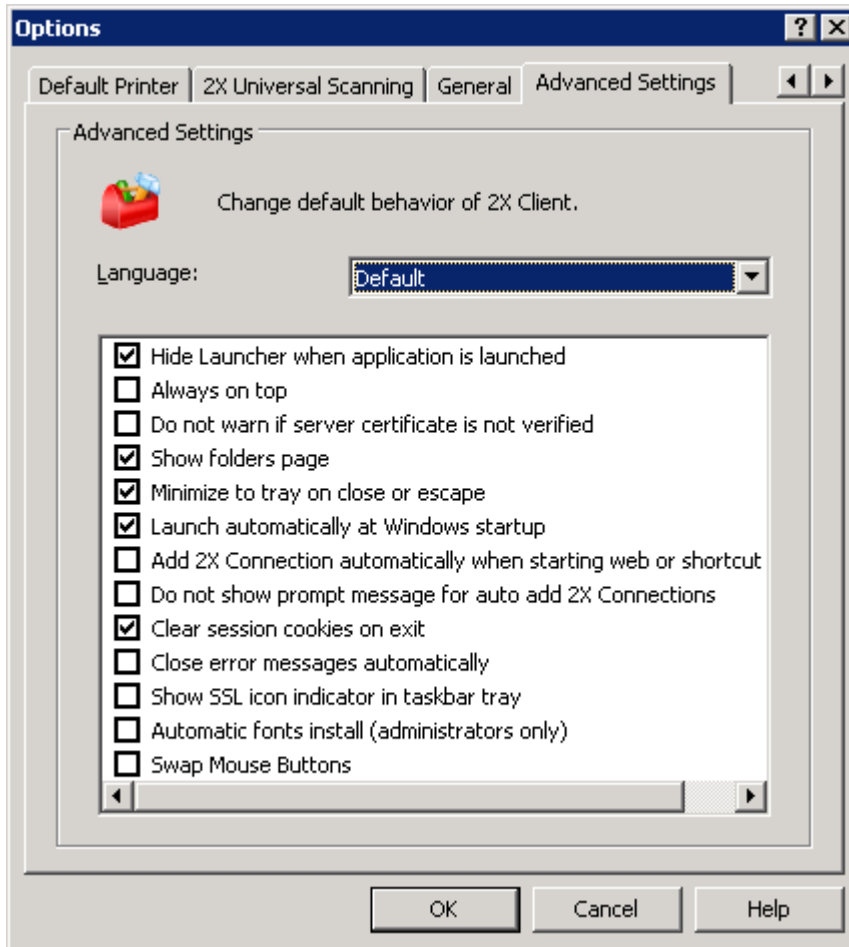 Options
Default Printer 2X Universal Scanning General Advanced Settings
Advanced Settings
Change default behavior of 2X Client.
Language: Default
Hide Launcher when application is launched
Always on top
Do not warn if server certificate is not verified
Show folders page
Minimize to tray on close or escape
Launch automatically at Windows startup
Add 2X Connection automatically when starting web or shortcut
Do not show prompt message for auto add 2X Connections
Clear session cookies on exit
Close error messages automatically
Show SSL icon indicator in taskbar tray
Automatic fonts install (administrators only)
Swap Mouse Buttons
OK Cancel Help